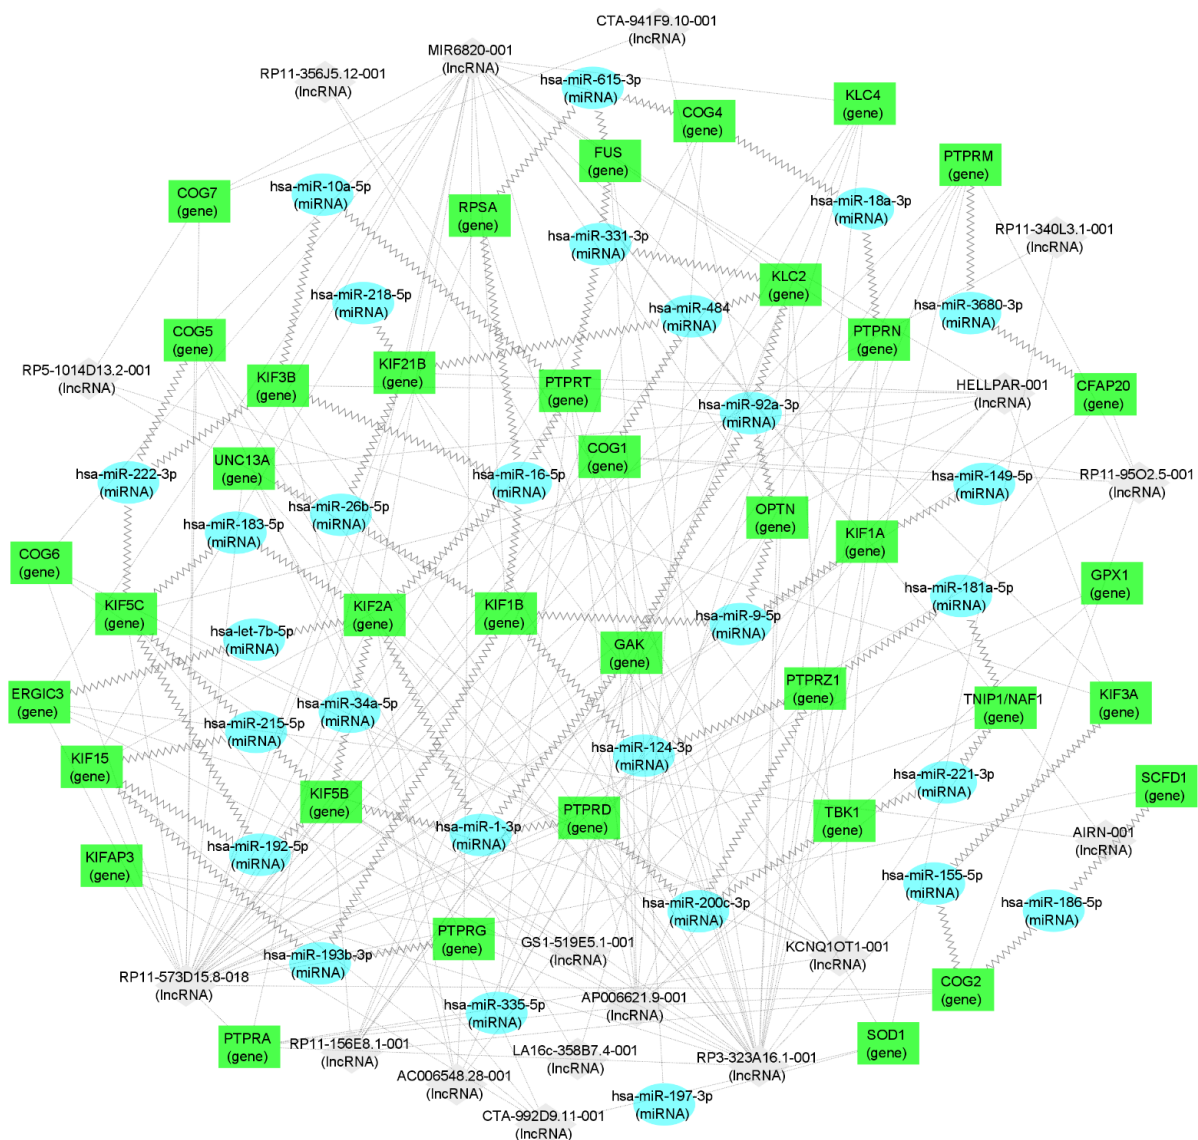 CTA-941F9.10-001
(lncRNA)
MIR6820-001
(lncRNA)
RP11-356J5.12-001
(lncRNA)
hsa-miR-615-3p
(miRNA)
COG4
(gene)
KLC4
(gene)
FUS
(gene)
PTPRM
(gene)
COG7
(gene)
hsa-miR-10a-5p
(miRNA)
RPSA
(gene)
hsa-miR-18a-3p
(miRNA)
hsa-miR-331-3p
(miRNA)
RP11-340L3.1-001
(lncRNA)
KLC2
(gene)
hsa-miR-218-5p
(miRNA)
hsa-miR-484
(miRNA)
hsa-miR-3680-3p
(miRNA)
COG5
(gene)
PTPRN
(gene)
RP5-1014D13.2-001
(lncRNA)
KIF3B
(gene)
KIF21B
(gene)
PTPRT
(gene)
hsa-miR-92a-3p
(miRNA)
HELLPAR-001
(lncRNA)
CFAP20
(gene)
COG1
(gene)
UNC13A
(gene)
hsa-miR-222-3p
(miRNA)
hsa-miR-16-5p
(miRNA)
hsa-miR-149-5p
(miRNA)
RP11-95O2.5-001
(lncRNA)
hsa-miR-26b-5p
(miRNA)
OPTN
(gene)
hsa-miR-183-5p
(miRNA)
KIF1A
(gene)
COG6
(gene)
GPX1
(gene)
hsa-miR-181a-5p
(miRNA)
KIF5C
(gene)
KIF2A
(gene)
KIF1B
(gene)
hsa-miR-9-5p
(miRNA)
hsa-let-7b-5p
(miRNA)
GAK
(gene)
PTPRZ1
(gene)
ERGIC3
(gene)
hsa-miR-34a-5p
(miRNA)
TNIP1/NAF1
(gene)
KIF3A
(gene)
hsa-miR-215-5p
(miRNA)
hsa-miR-124-3p
(miRNA)
KIF15
(gene)
hsa-miR-221-3p
(miRNA)
SCFD1
(gene)
KIF5B
(gene)
PTPRD
(gene)
TBK1
(gene)
hsa-miR-1-3p
(miRNA)
AIRN-001
(lncRNA)
hsa-miR-192-5p
(miRNA)
KIFAP3
(gene)
hsa-miR-155-5p
(miRNA)
hsa-miR-200c-3p
(miRNA)
hsa-miR-186-5p
(miRNA)
PTPRG
(gene)
GS1-519E5.1-001
(lncRNA)
KCNQ1OT1-001
(lncRNA)
hsa-miR-193b-3p
(miRNA)
RP11-573D15.8-018
(lncRNA)
COG2
(gene)
AP006621.9-001
(lncRNA)
hsa-miR-335-5p
(miRNA)
PTPRA
(gene)
RP11-156E8.1-001
(lncRNA)
SOD1
(gene)
LA16c-358B7.4-001
(lncRNA)
RP3-323A16.1-001
(lncRNA)
AC006548.28-001
(lncRNA)
hsa-miR-197-3p
(miRNA)
CTA-992D9.11-001
(lncRNA)